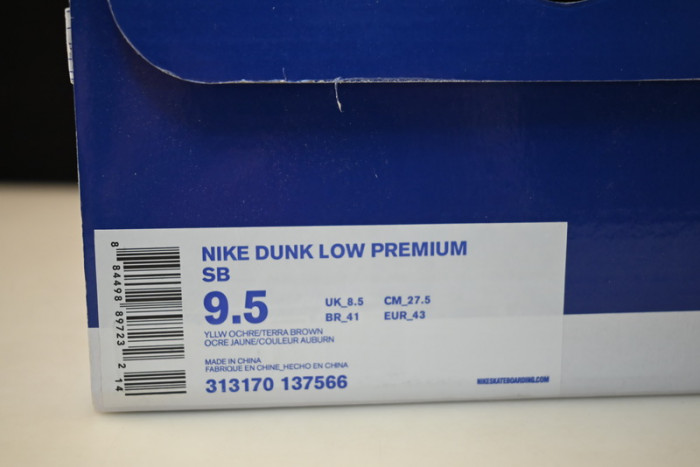 NIKE DUNK LOW PREMIUM
SB
9.5
UK_8.5 CM_27.5
BR_41 EUR_43
YLLW OCHRE/TERRA BROWN
OCRE JAUNE/COULEUR AUBURN
MADE IN CHINA
FABRIQUE EN CHINE_HECHO EN CHINA
313170 137566
NIKESKATEBOARDING.COM
8 84498 89723 2 14